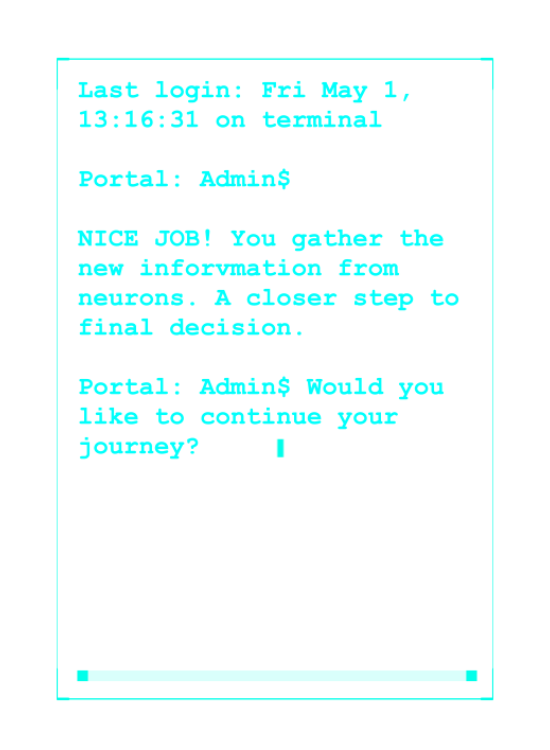 Last login: Fri May 1,
13:16:31 on terminal
Portal: Admin$
NICE JOB! You gather the
new inforvmation from
neurons. A closer step to
final decision.
Portal: Admin$ Would you
like to continue your
journey?